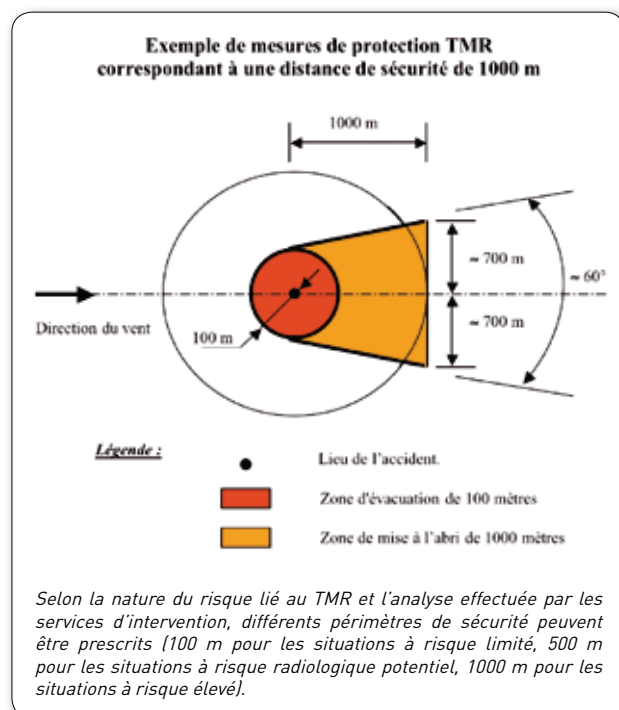 Exemple de mesures de protection TMR
correspondant à une distance de sécurité de 1000 m
1000 m
≈ 700 m
≈ 60°
≈ 700 m
Direction du vent
100 m
Légende :
Lieu de l'accident.
Zone d'évacuation de 100 mètres
Zone de mise à l'abri de 1000 mètres
Selon la nature du risque lié au TMR et l'analyse effectuée par les
services d'intervention, différents périmètres de sécurité peuvent
être prescrits (100 m pour les situations à risque limité, 500 m
pour les situations à risque radiologique potentiel, 1000 m pour les
situations à risque élevé).